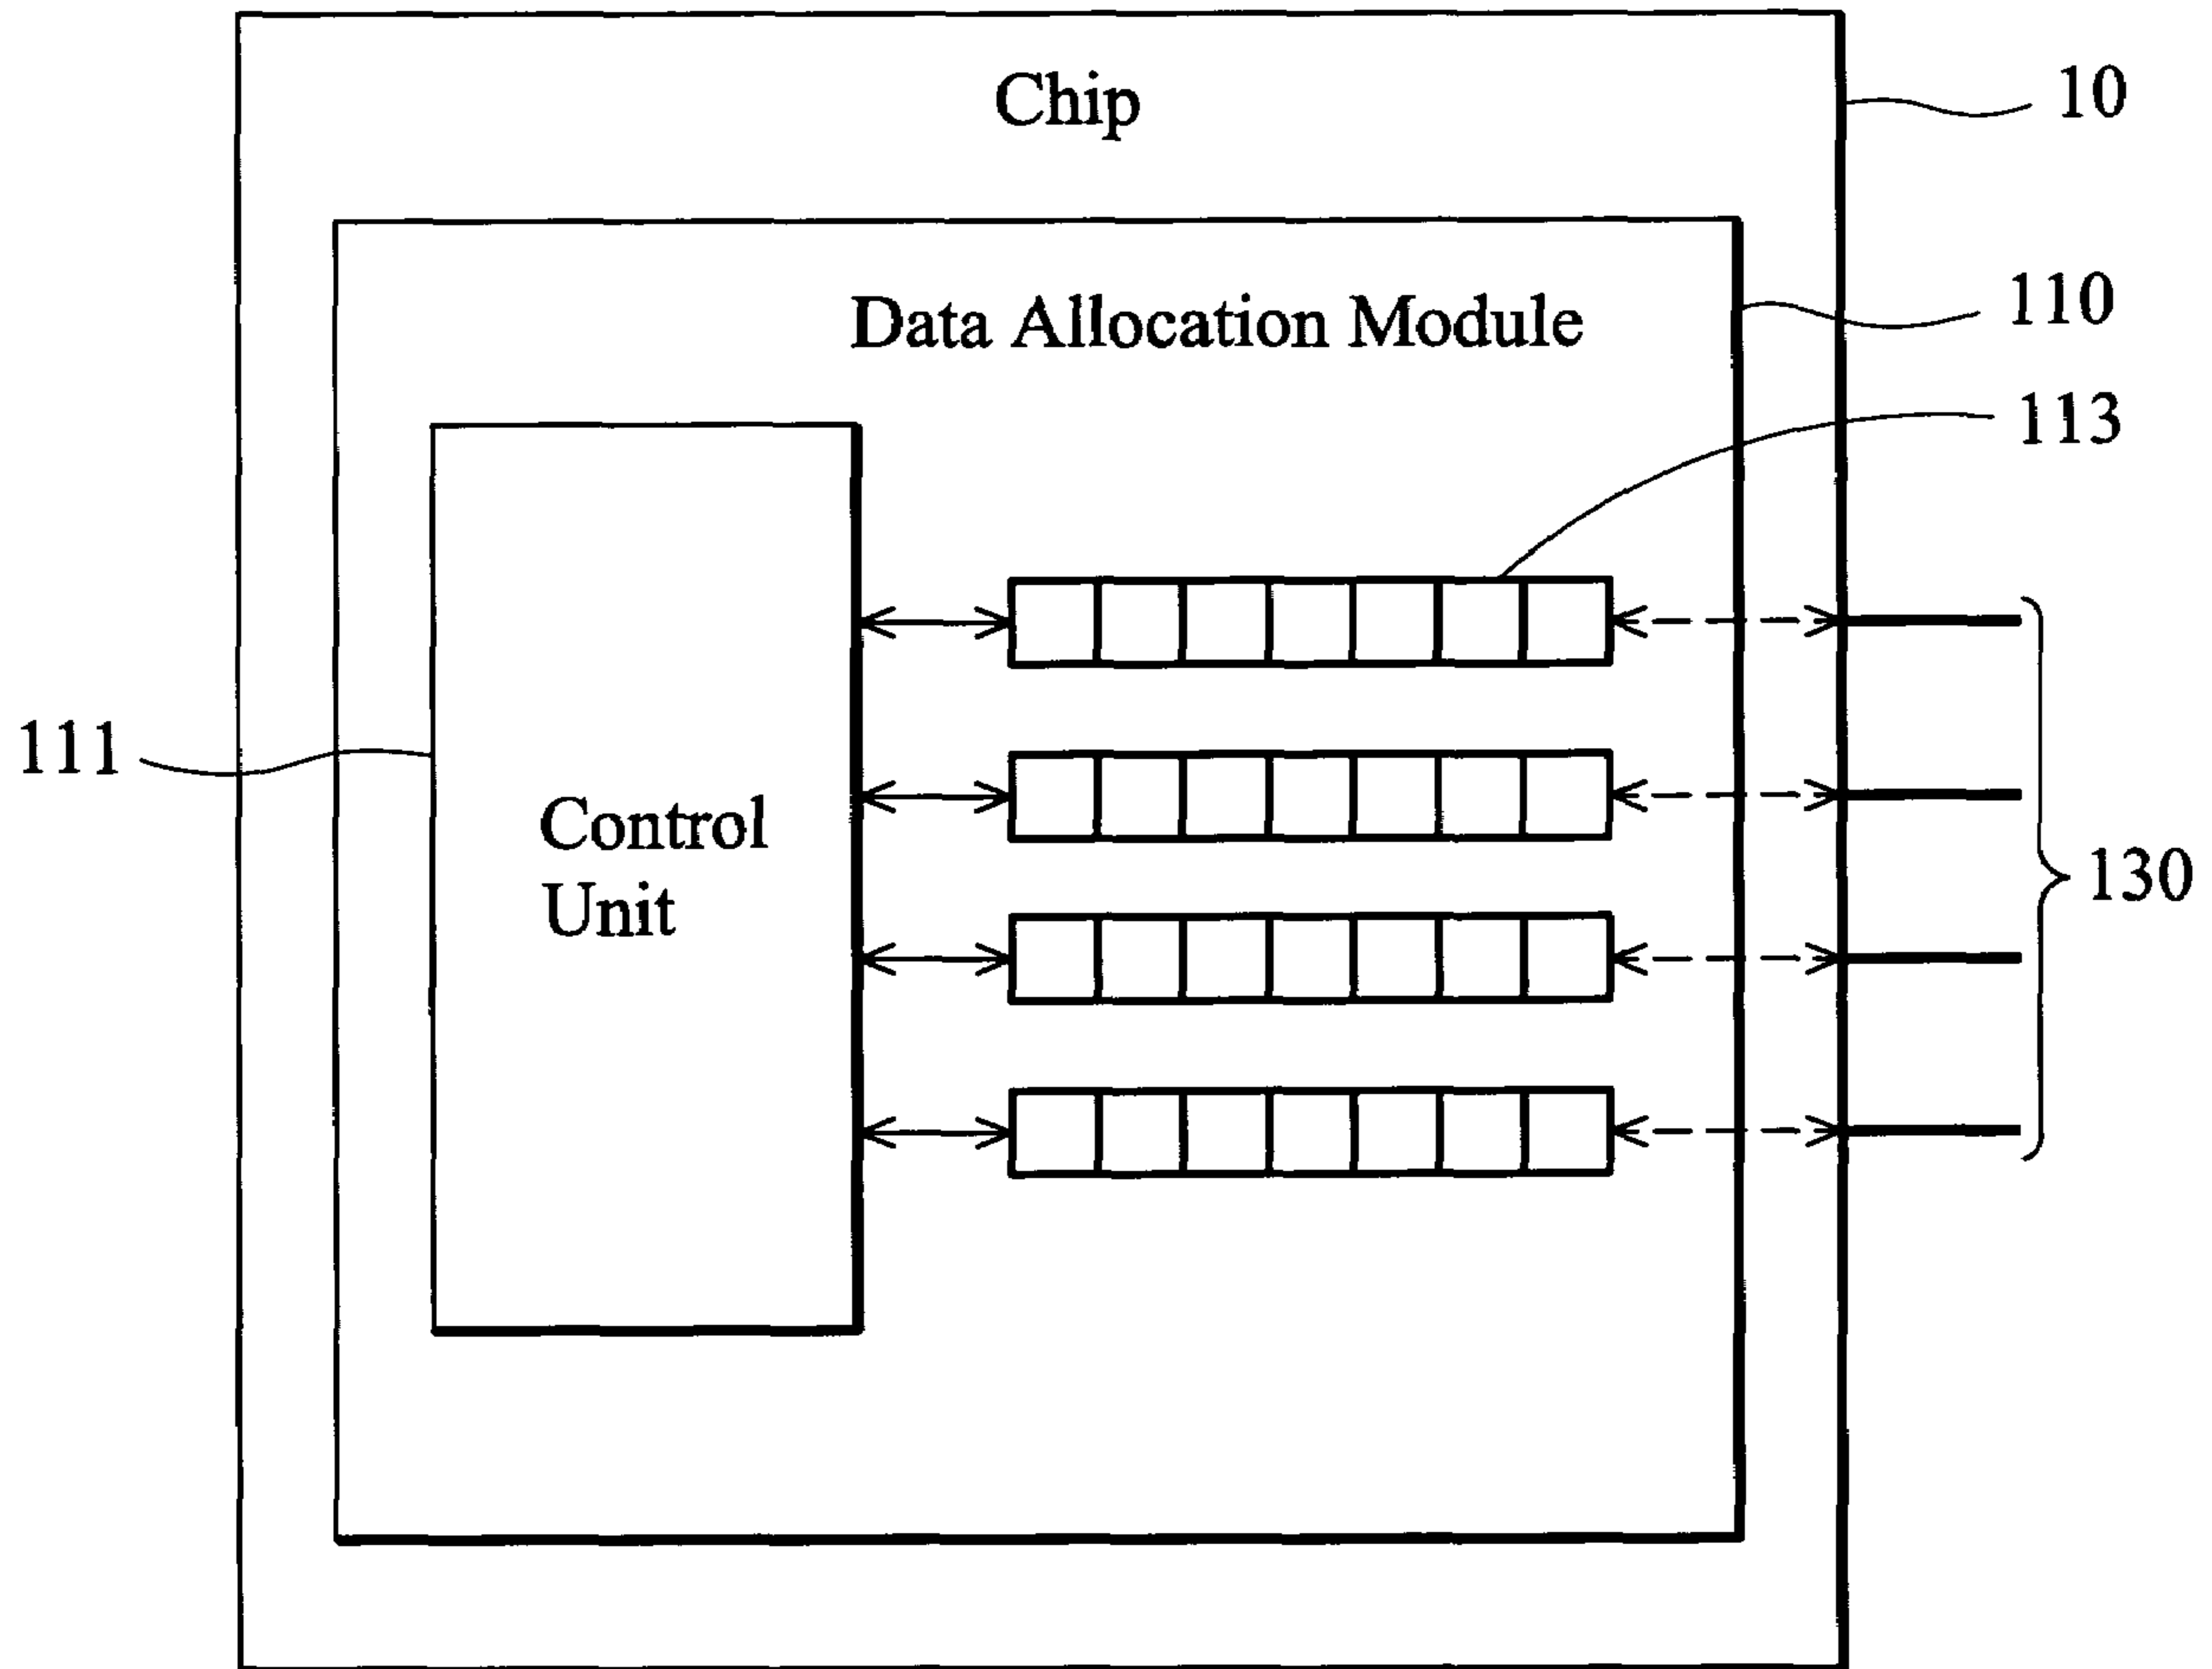 Chip
10
Data Allocation Module
110
113
111
Control
Unit
130